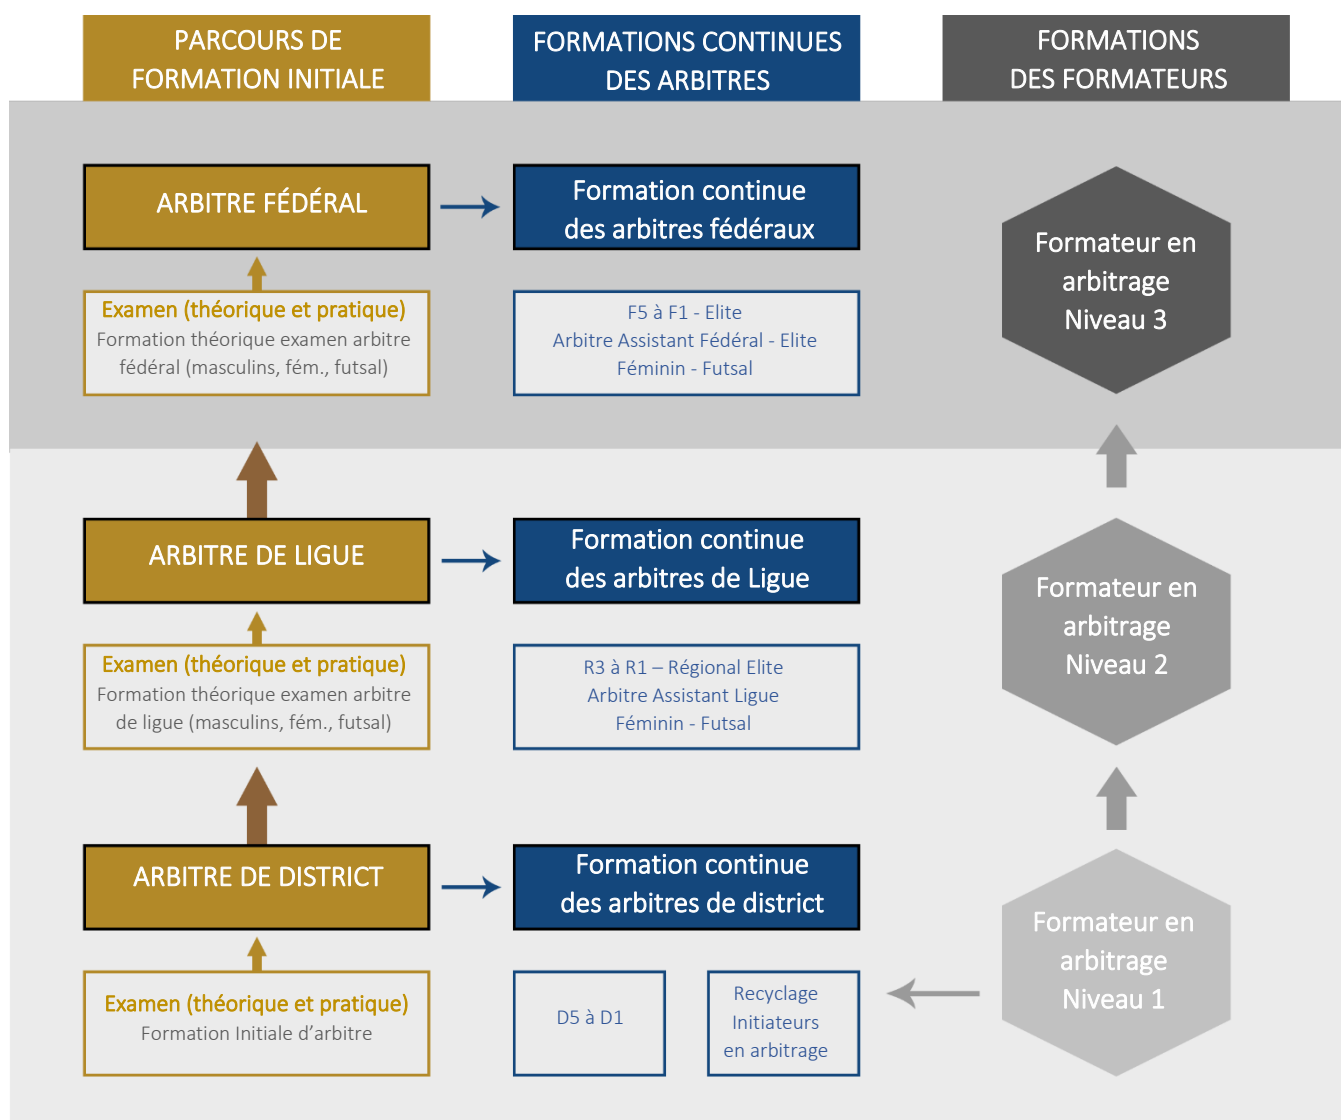 PARCOURS DE
FORMATION INITIALE
FORMATIONS CONTINUES
DES ARBITRES
FORMATIONS
DES FORMATEURS
ARBITRE FÉDÉRAL
Formation continue
des arbitres fédéraux
Formateur en
arbitrage
Niveau 3
Examen (théorique et pratique)
Formation théorique examen arbitre
fédéral (masculins, fém., futsal)
F5 à F1 - Elite
Arbitre Assistant Fédéral - Elite
Féminin - Futsal
ARBITRE DE LIGUE
Formation continue
des arbitres de Ligue
Formateur en
arbitrage
Niveau 2
Examen (théorique et pratique)
Formation théorique examen arbitre
de ligue (masculins, fém., futsal)
R3 à R1 – Régional Elite
Arbitre Assistant Ligue
Féminin - Futsal
ARBITRE DE DISTRICT
Formation continue
des arbitres de district
Formateur en
arbitrage
Niveau 1
Examen (théorique et pratique)
Formation Initiale d’arbitre
D5 à D1
Recyclage
Initiateurs
en arbitrage